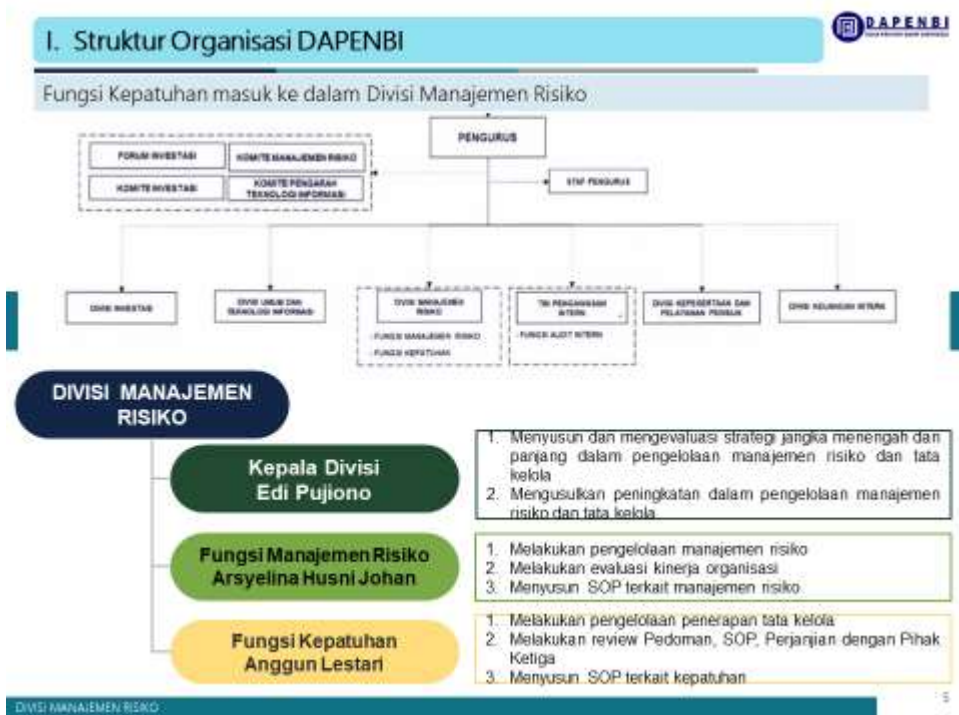 I. Struktur Organisasi DAPENBI
DAPENBI
Fungsi Kepatuhan masuk ke dalam Divisi Manajemen Risiko
PENGURUS
FORUM INVESTASI
KOMITE MANAJEMEN RISIKO
KOMITE INVESTASI
KOMITE PENGARAH
TEKNOLOGI INFORMASI
STAF PENGURUS
DIVISI INVESTASI
DIVISI UMUM DAN
TEKNOLOGI INFORMASI
DIVISI MANAJEMEN
RISIKO
- FUNGSI MANAJEMEN RISIKO
- FUNGSI KEPATUHAN
TIM PENGAWASAN
INTERN
- FUNGSI AUDIT INTERN
DIVISI KEPESERTAAN DAN
PELAYANAN PENSIUN
DIVISI KEUANGAN INTERN
DIVISI MANAJEMEN
RISIKO
Kepala Divisi
Edi Pujiono
1. Menyusun dan mengevaluasi strategi jangka menengah dan
panjang dalam pengelolaan manajemen risiko dan tata
kelola
2. Mengusulkan peningkatan dalam pengelolaan manajemen
risiko dan tata kelola
Fungsi Manajemen Risiko
Arsyelina Husni Johan
1. Melakukan pengelolaan manajemen risiko
2. Melakukan evaluasi kinerja organisasi
3. Menyusun SOP terkait manajemen risiko
Fungsi Kepatuhan
Anggun Lestari
1. Melakukan pengelolaan penerapan tata kelola
2. Melakukan review Pedoman, SOP, Perjanjian dengan Pihak
Ketiga
3. Menyusun SOP terkait kepatuhan
DIVISI MANAJEMEN RISIKO
5